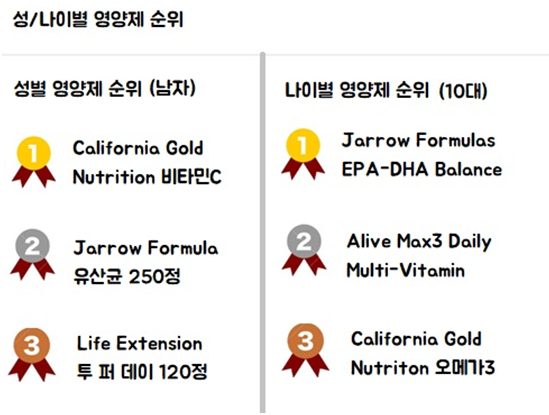 성/나이별 영양제 순위
성별 영양제 순위 (남자)
1
California Gold
Nutrition 비타민C
2
Jarrow Formula
유산균 250정
3
Life Extension
투 퍼 데이 120정
나이별 영양제 순위 (10대)
1
Jarrow Formulas
EPA-DHA Balance
2
Alive Max3 Daily
Multi-Vitamin
3
California Gold
Nutriton 오메가3